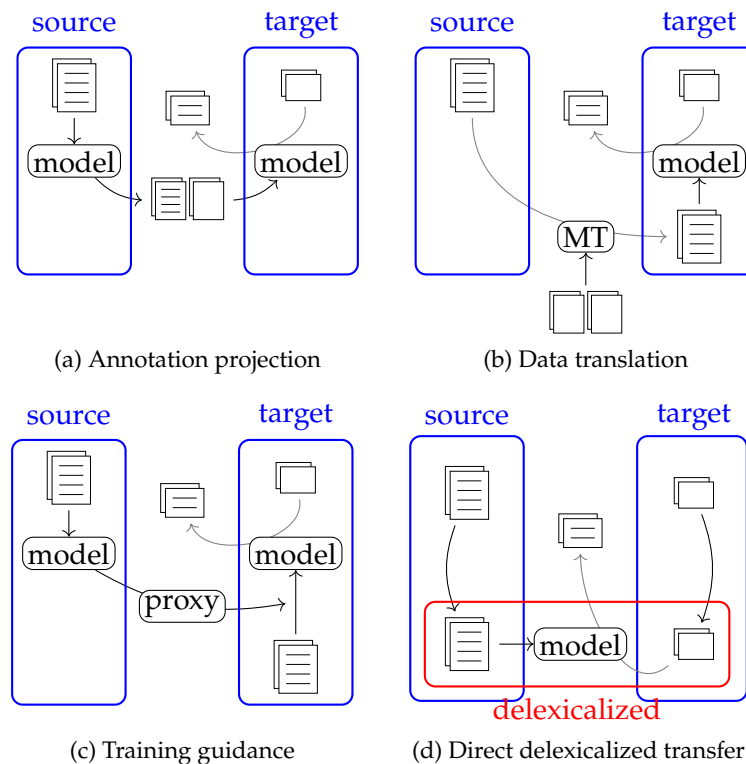 source target
model model
(a) Annotation projection
source target
model
MT
(b) Data translation
source target
model model
proxy
(c) Training guidance
source target
model
delexicalized
(d) Direct delexicalized transfer